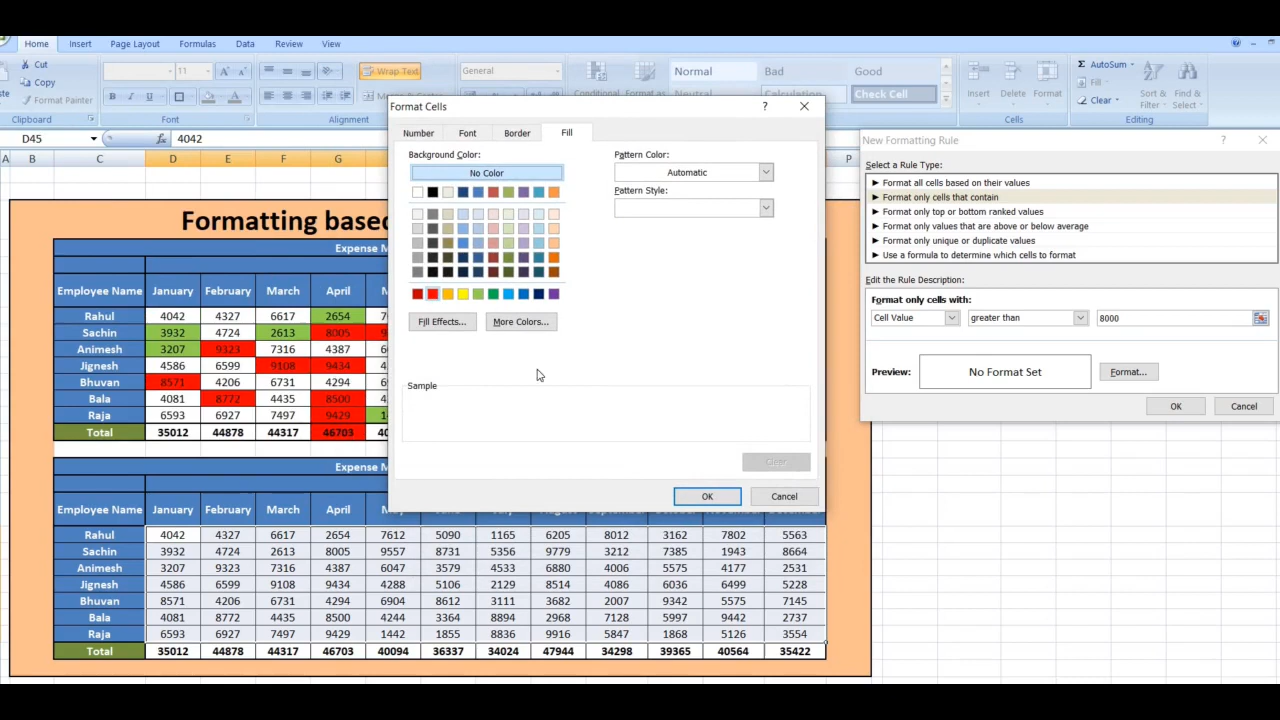 Home Insert Page Layout Formulas Data Review View
Cut
Copy
Format Painter
Clipboard
11
B I U
Font
Wrap Text
Alignment
General
Conditional
Format as
Normal Bad Good
Neutral Calculation Check Cell
Insert Delete Format
Cells
Σ AutoSum
Fill
Clear
Sort & Filter
Find & Select
Editing
D45 fx 4042
A B C D E F G P
Formatting base
Expense M
Employee Name January February March April
Rahul 4042 4327 6617 2654
Sachin 3932 4724 2613 8005
Animesh 3207 9323 7316 4387
Jignesh 4586 6599 9108 9434
Bhuvan 8571 4206 6731 4294
Bala 4081 8772 4435 8500
Raja 6593 6927 7497 9429
Total 35012 44878 44317 46703
Format Cells ?
Number Font Border Fill
Background Color:
No Color
Fill Effects... More Colors...
Pattern Color:
Automatic
Pattern Style:
Sample
Clear
OK Cancel
New Formatting Rule ?
Select a Rule Type:
► Format all cells based on their values
► Format only cells that contain
► Format only top or bottom ranked values
► Format only values that are above or below average
► Format only unique or duplicate values
► Use a formula to determine which cells to format
Edit the Rule Description:
Format only cells with:
Cell Value greater than 8000
Preview: No Format Set Format...
OK Cancel
Expense M
Employee Name January February March April
Rahul 4042 4327 6617 2654 7612 5090 1165 6205 8012 3162 7802 5563
Sachin 3932 4724 2613 8005 9557 8731 5356 9779 3212 7385 1943 8664
Animesh 3207 9323 7316 4387 6047 3579 4533 6880 4006 5575 4177 2531
Jignesh 4586 6599 9108 9434 4288 5106 2129 8514 4086 6036 6499 5228
Bhuvan 8571 4206 6731 4294 6904 8612 3111 3682 2007 9342 5575 7145
Bala 4081 8772 4435 8500 4244 3364 8894 2968 7128 5997 9442 2737
Raja 6593 6927 7497 9429 1442 1855 8836 9916 5847 1868 5126 3554
Total 35012 44878 44317 46703 40094 36337 34024 47944 34298 39365 40564 35422